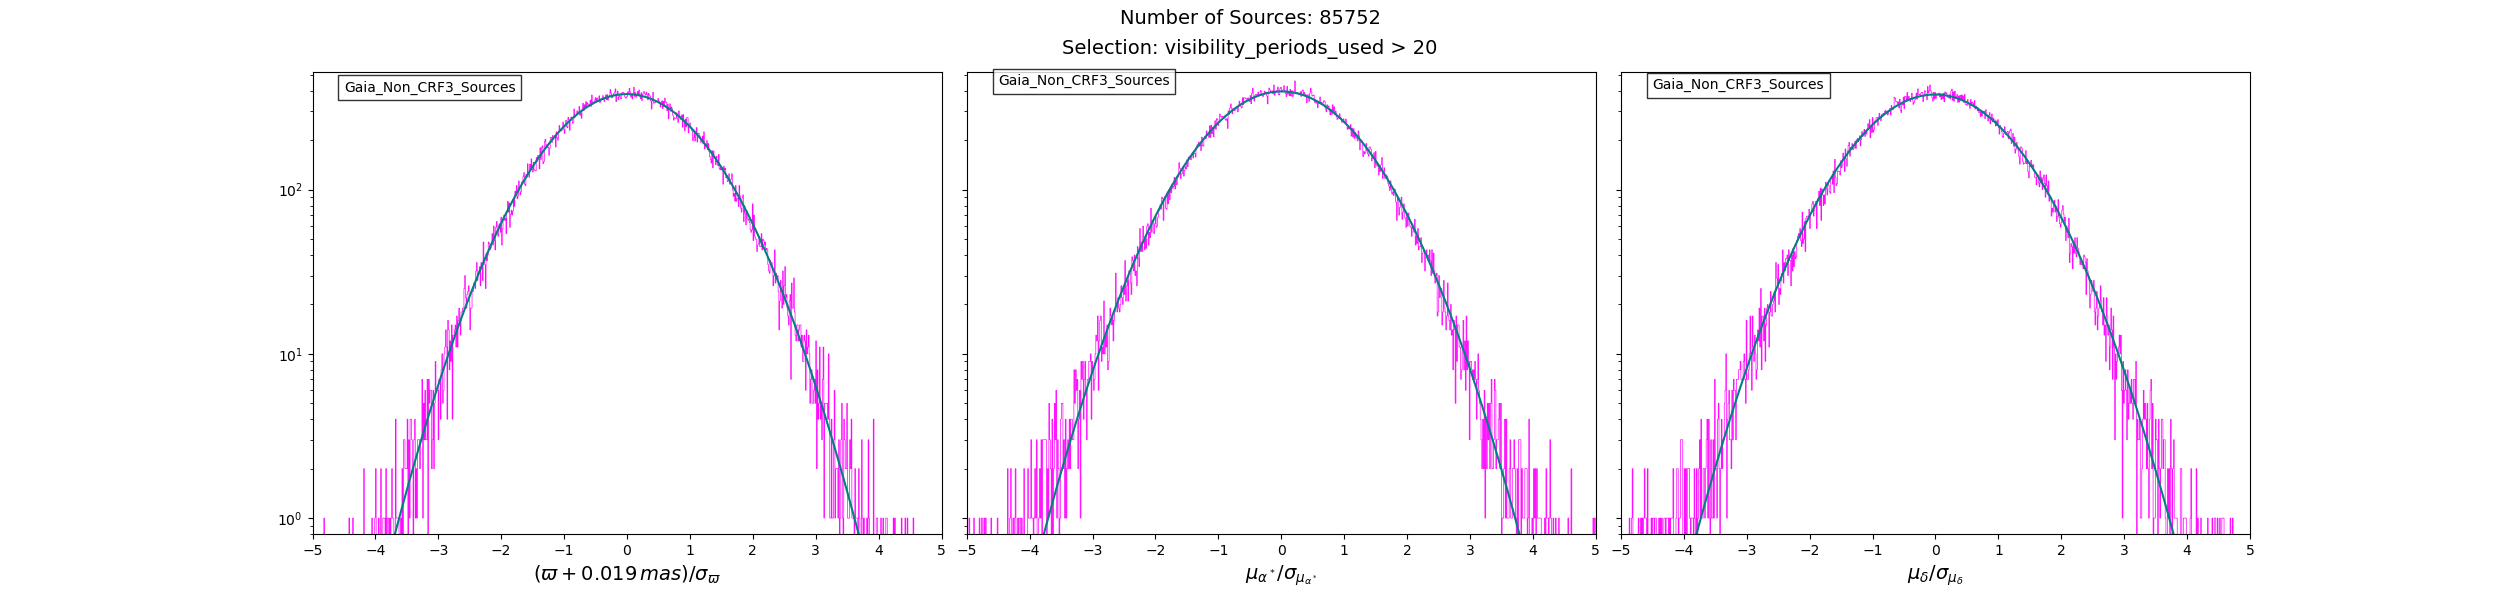 Number of Sources: 85752
Selection: visibility_periods_used > 20
Gaia_Non_CRF3_Sources
Gaia_Non_CRF3_Sources
Gaia_Non_CRF3_Sources
10²
10¹
10⁰
−5 −4 −3 −2 −1 0 1 2 3 4 5
−5 −4 −3 −2 −1 0 1 2 3 4 5
−5 −4 −3 −2 −1 0 1 2 3 4 5
(ϖ + 0.019 mas)/σ_ϖ
μ_α*/σ_μ_α*
μ_δ/σ_μ_δ